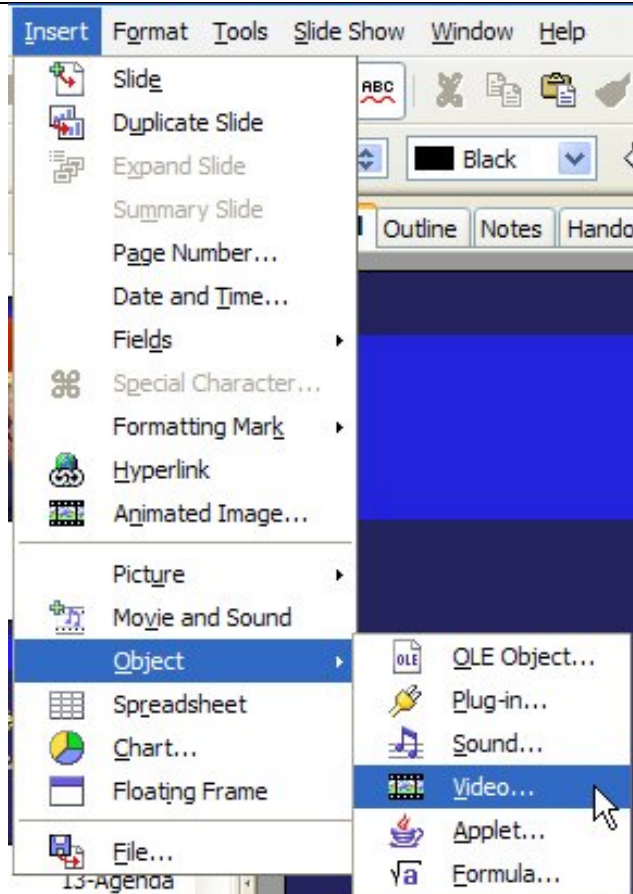 Insert Format Tools Slide Show Window Help
Slide
ABC
Duplicate Slide
Expand Slide
Black
Summary Slide
Outline Notes Hando
Page Number...
Date and Time...
Fields
Special Character...
Formatting Mark
Hyperlink
Animated Image...
Picture
Movie and Sound
Object
OLE OLE Object...
Spreadsheet
Plug-in...
Chart...
Sound...
Floating Frame
Video...
File...
Applet...
13-Agenda
√a Formula...